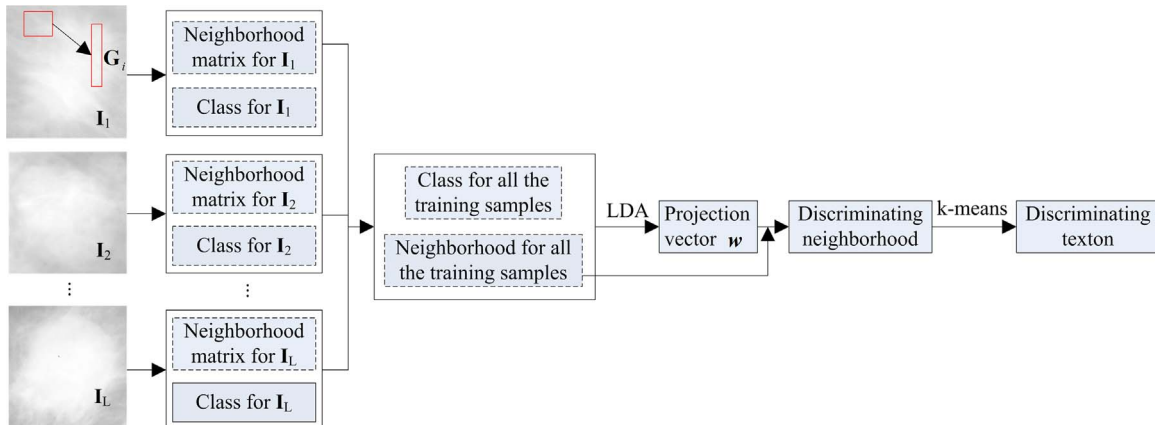 G_i
I_1
Neighborhood
matrix for I_1
Class for I_1
I_2
Neighborhood
matrix for I_2
Class for I_2
⋮
⋮
I_L
Neighborhood
matrix for I_L
Class for I_L
Class for all the
training samples
Neighborhood for all
the training samples
LDA
Projection
vector w
Discriminating
neighborhood
k-means
Discriminating
texton